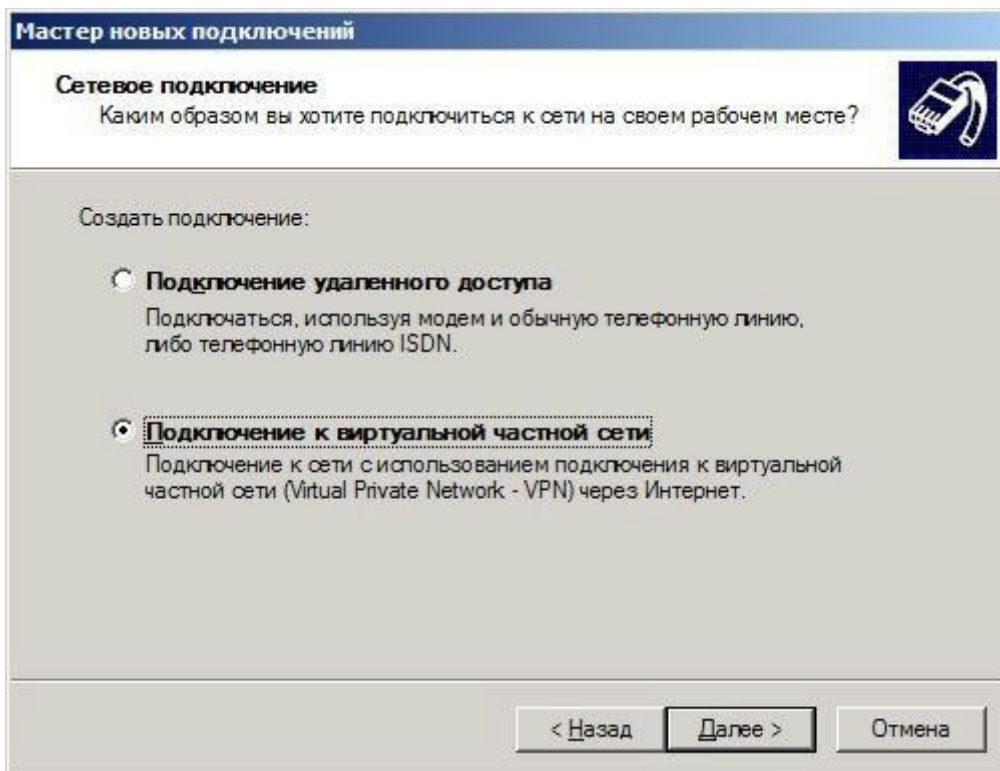 Мастер новых подключений
Сетевое подключение
Каким образом вы хотите подключиться к сети на своем рабочем месте?
Создать подключение:
Подключение удаленного доступа
Подключаться, используя модем и обычную телефонную линию,
либо телефонную линию ISDN.
Подключение к виртуальной частной сети
Подключение к сети с использованием подключения к виртуальной
частной сети (Virtual Private Network - VPN) через Интернет.
< Назад
Далее >
Отмена